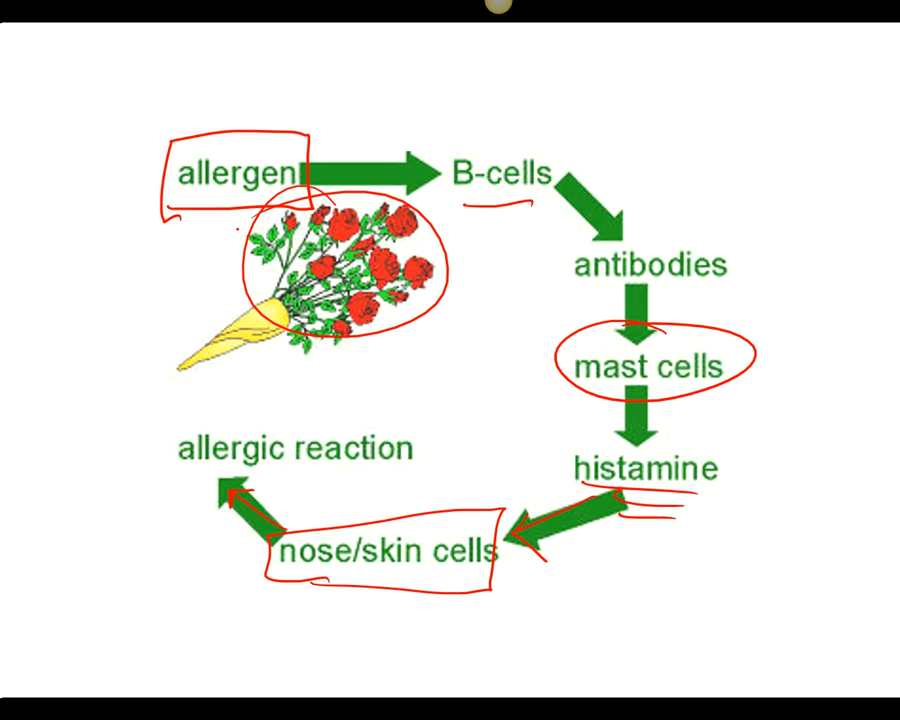 allergen
B-cells
antibodies
mast cells
histamine
nose/skin cells
allergic reaction